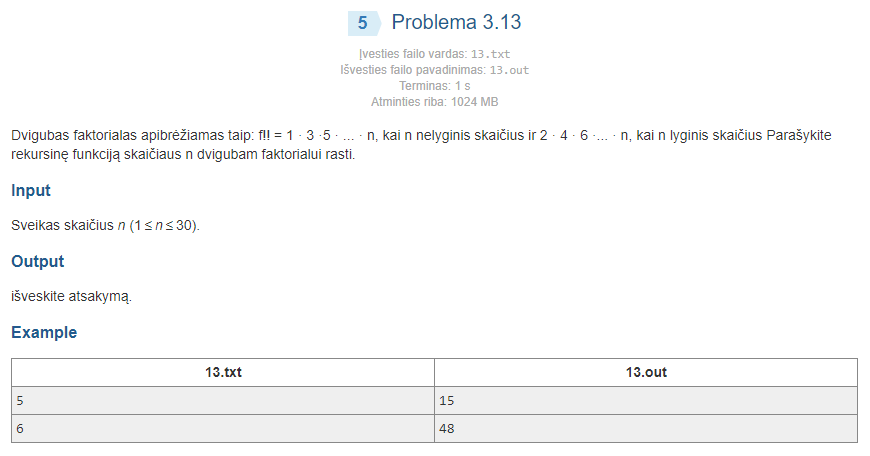 5 Problema 3.13
Įvesties failo vardas: 13.txt
Išvesties failo pavadinimas: 13.out
Terminas: 1 s
Atminties riba: 1024 MB
Dvigubas faktorialas apibrėžiamas taip: f!! = 1 · 3 ·5 · ... · n, kai n nelyginis skaičius ir 2 · 4 · 6 ·... · n, kai n lyginis skaičius Parašykite
rekursinę funkciją skaičiaus n dvigubam faktorialui rasti.
Input
Sveikas skaičius n (1 ≤ n ≤ 30).
Output
išveskite atsakymą.
Example
13.txt 13.out
5 15
6 48